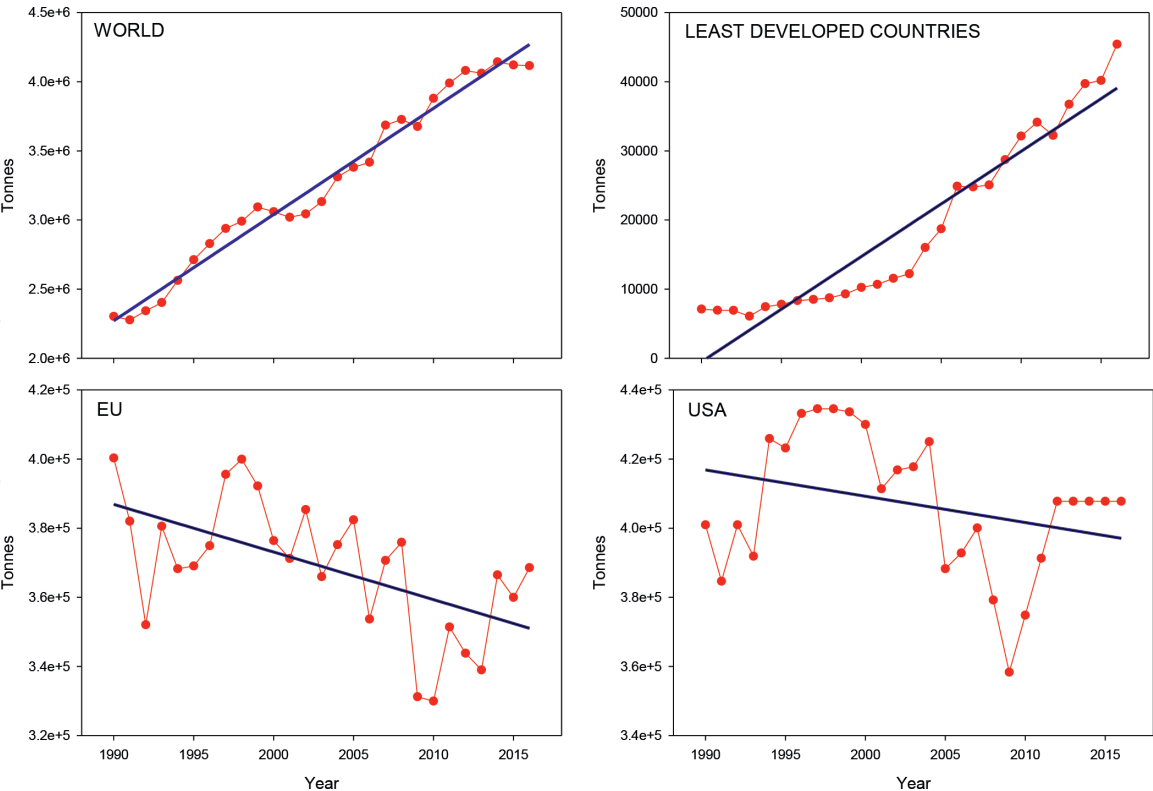 WORLD
4.5e+6
4.0e+6
3.5e+6
3.0e+6
2.5e+6
2.0e+6
Tonnes
LEAST DEVELOPED COUNTRIES
50000
40000
30000
20000
10000
0
Tonnes
EU
4.2e+5
4.0e+5
3.8e+5
3.6e+5
3.4e+5
3.2e+5
Tonnes
1990 1995 2000 2005 2010 2015
Year
USA
4.4e+5
4.2e+5
4.0e+5
3.8e+5
3.6e+5
3.4e+5
Tonnes
1990 1995 2000 2005 2010 2015
Year